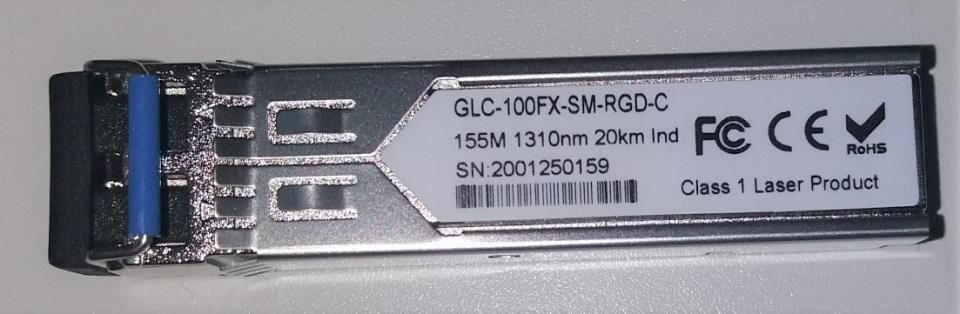 GLC-100FX-SM-RGD-C
155M 1310nm 20km Ind
SN:2001250159
FC CE RoHS
Class 1 Laser Product